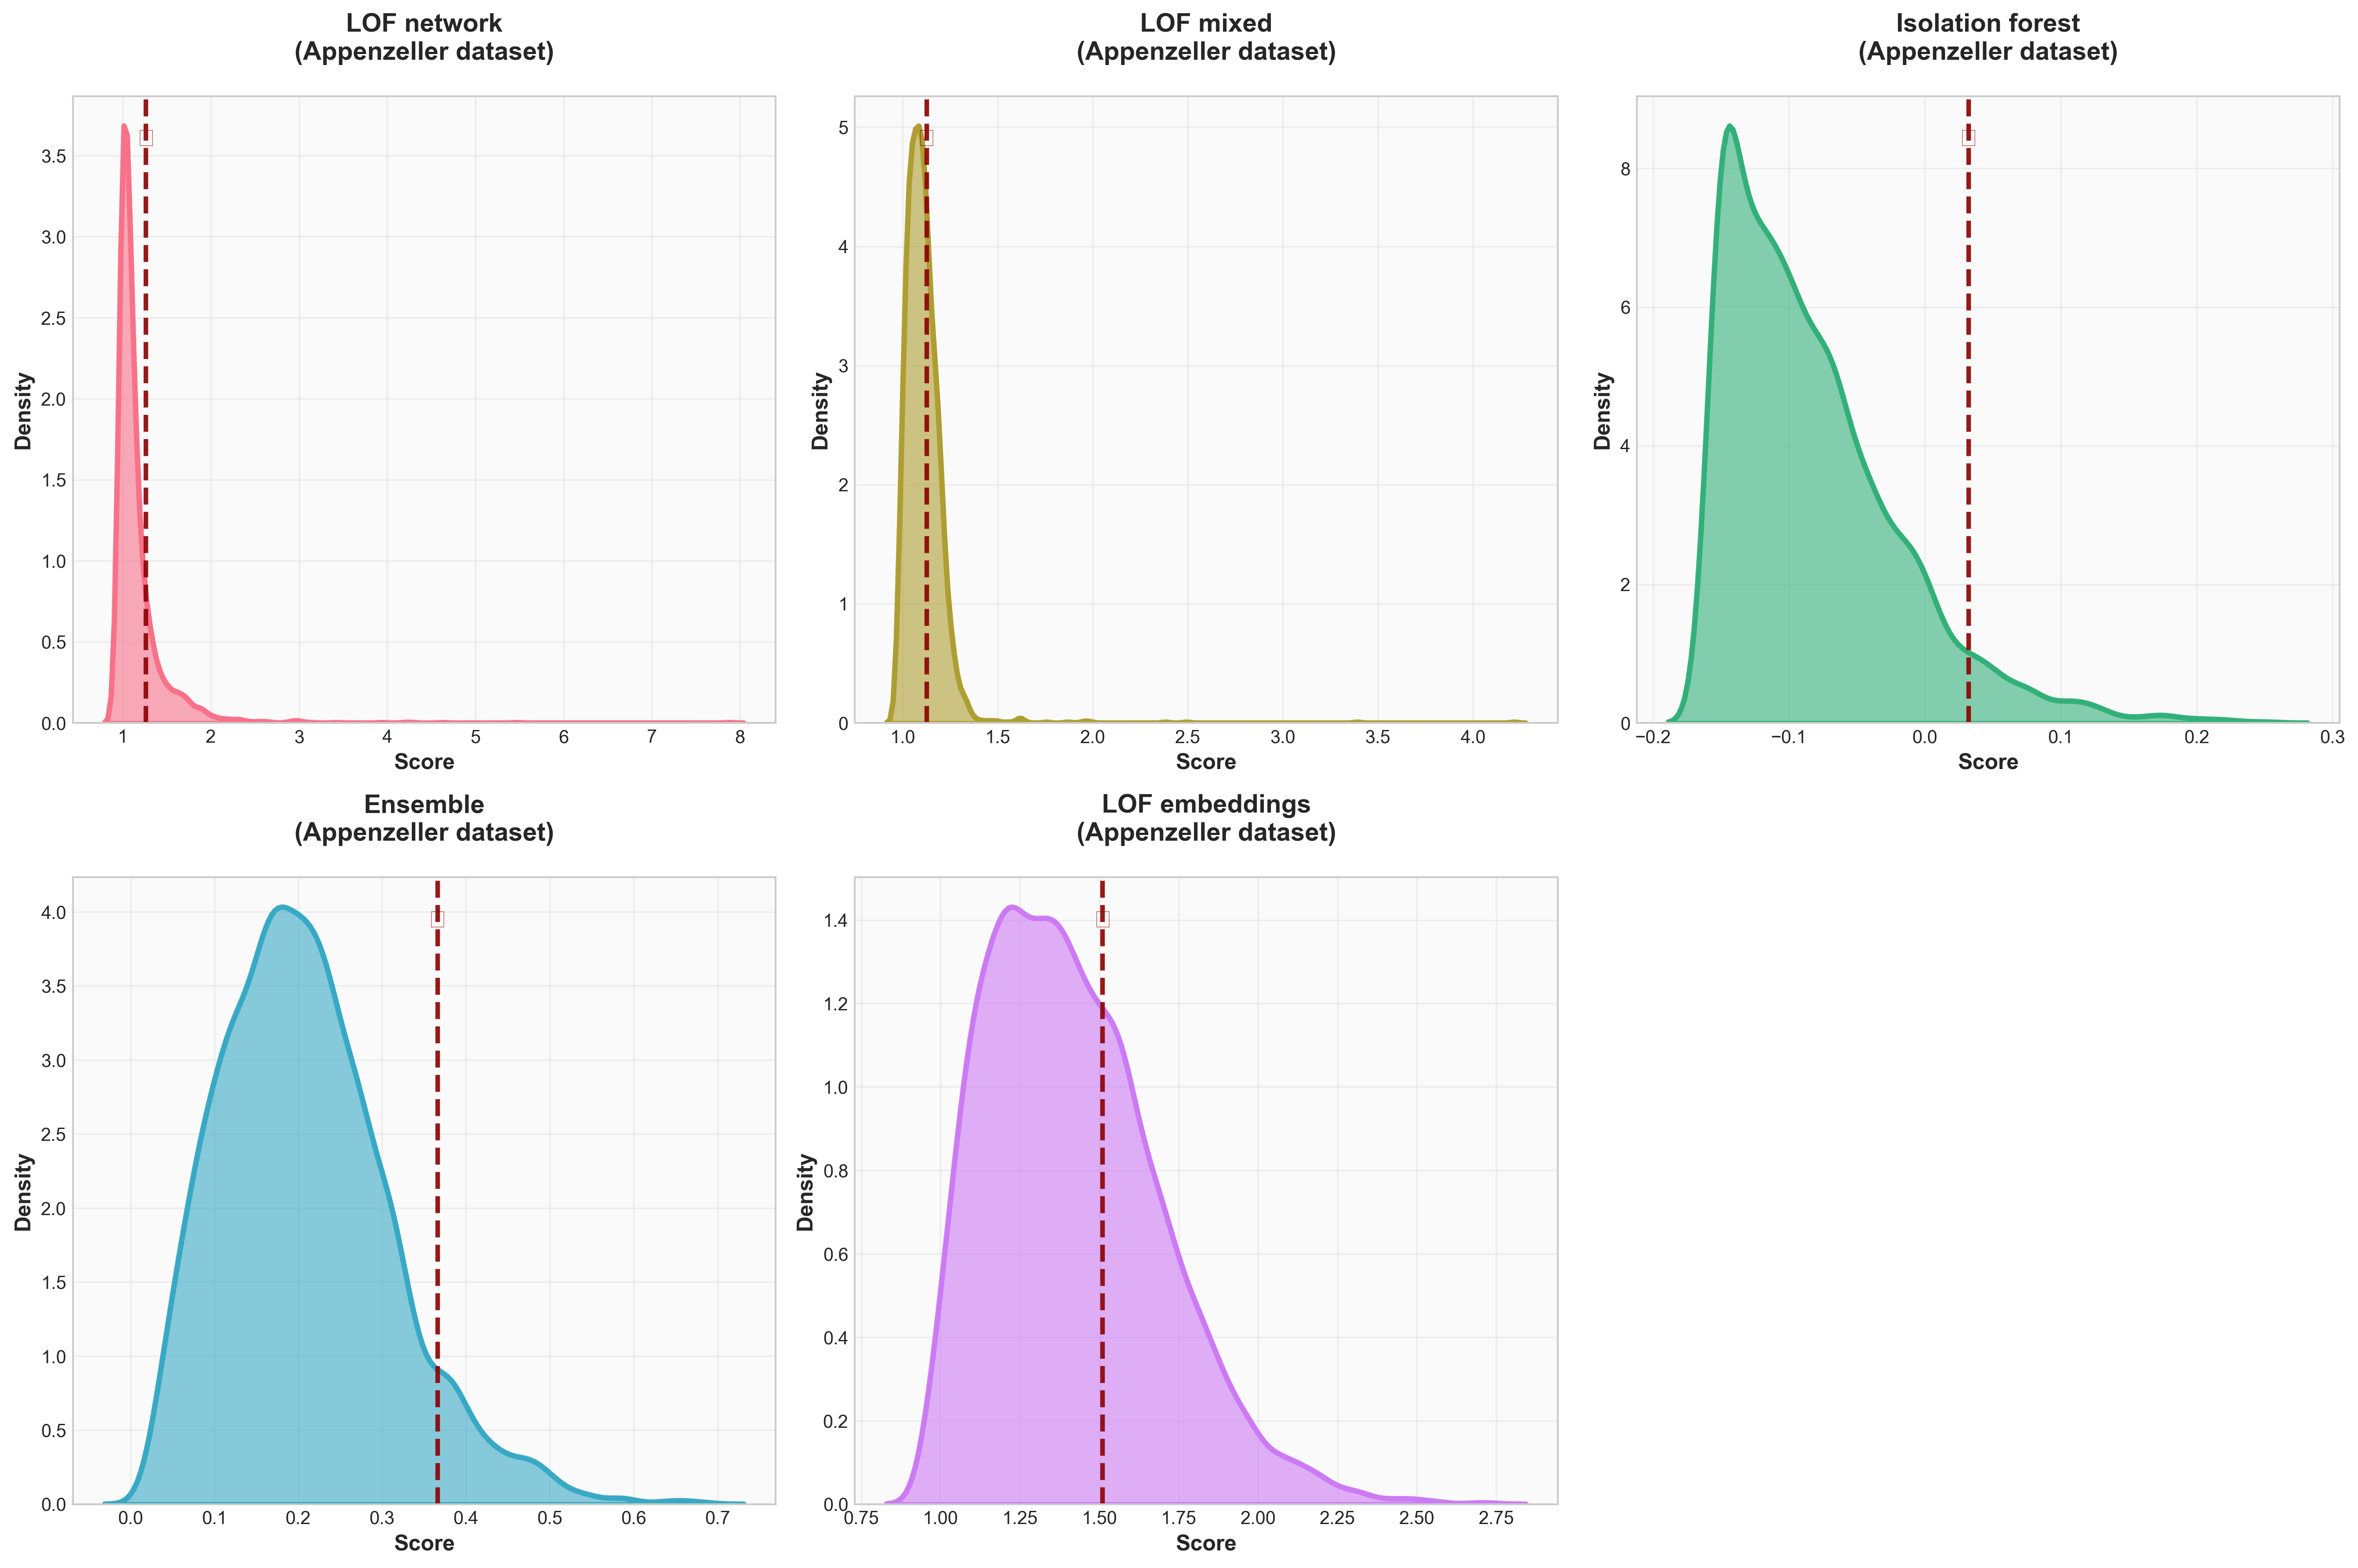 LOF network
(Appenzeller dataset)
Density
3.5
3.0
2.5
2.0
1.5
1.0
0.5
0.0
1 2 3 4 5 6 7 8
Score
LOF mixed
(Appenzeller dataset)
Density
5
4
3
2
1
0
1.0 1.5 2.0 2.5 3.0 3.5 4.0
Score
Isolation forest
(Appenzeller dataset)
Density
8
6
4
2
0
−0.2 −0.1 0.0 0.1 0.2 0.3
Score
Ensemble
(Appenzeller dataset)
Density
4.0
3.5
3.0
2.5
2.0
1.5
1.0
0.5
0.0
0.0 0.1 0.2 0.3 0.4 0.5 0.6 0.7
Score
LOF embeddings
(Appenzeller dataset)
Density
1.4
1.2
1.0
0.8
0.6
0.4
0.2
0.0
0.75 1.00 1.25 1.50 1.75 2.00 2.25 2.50 2.75
Score